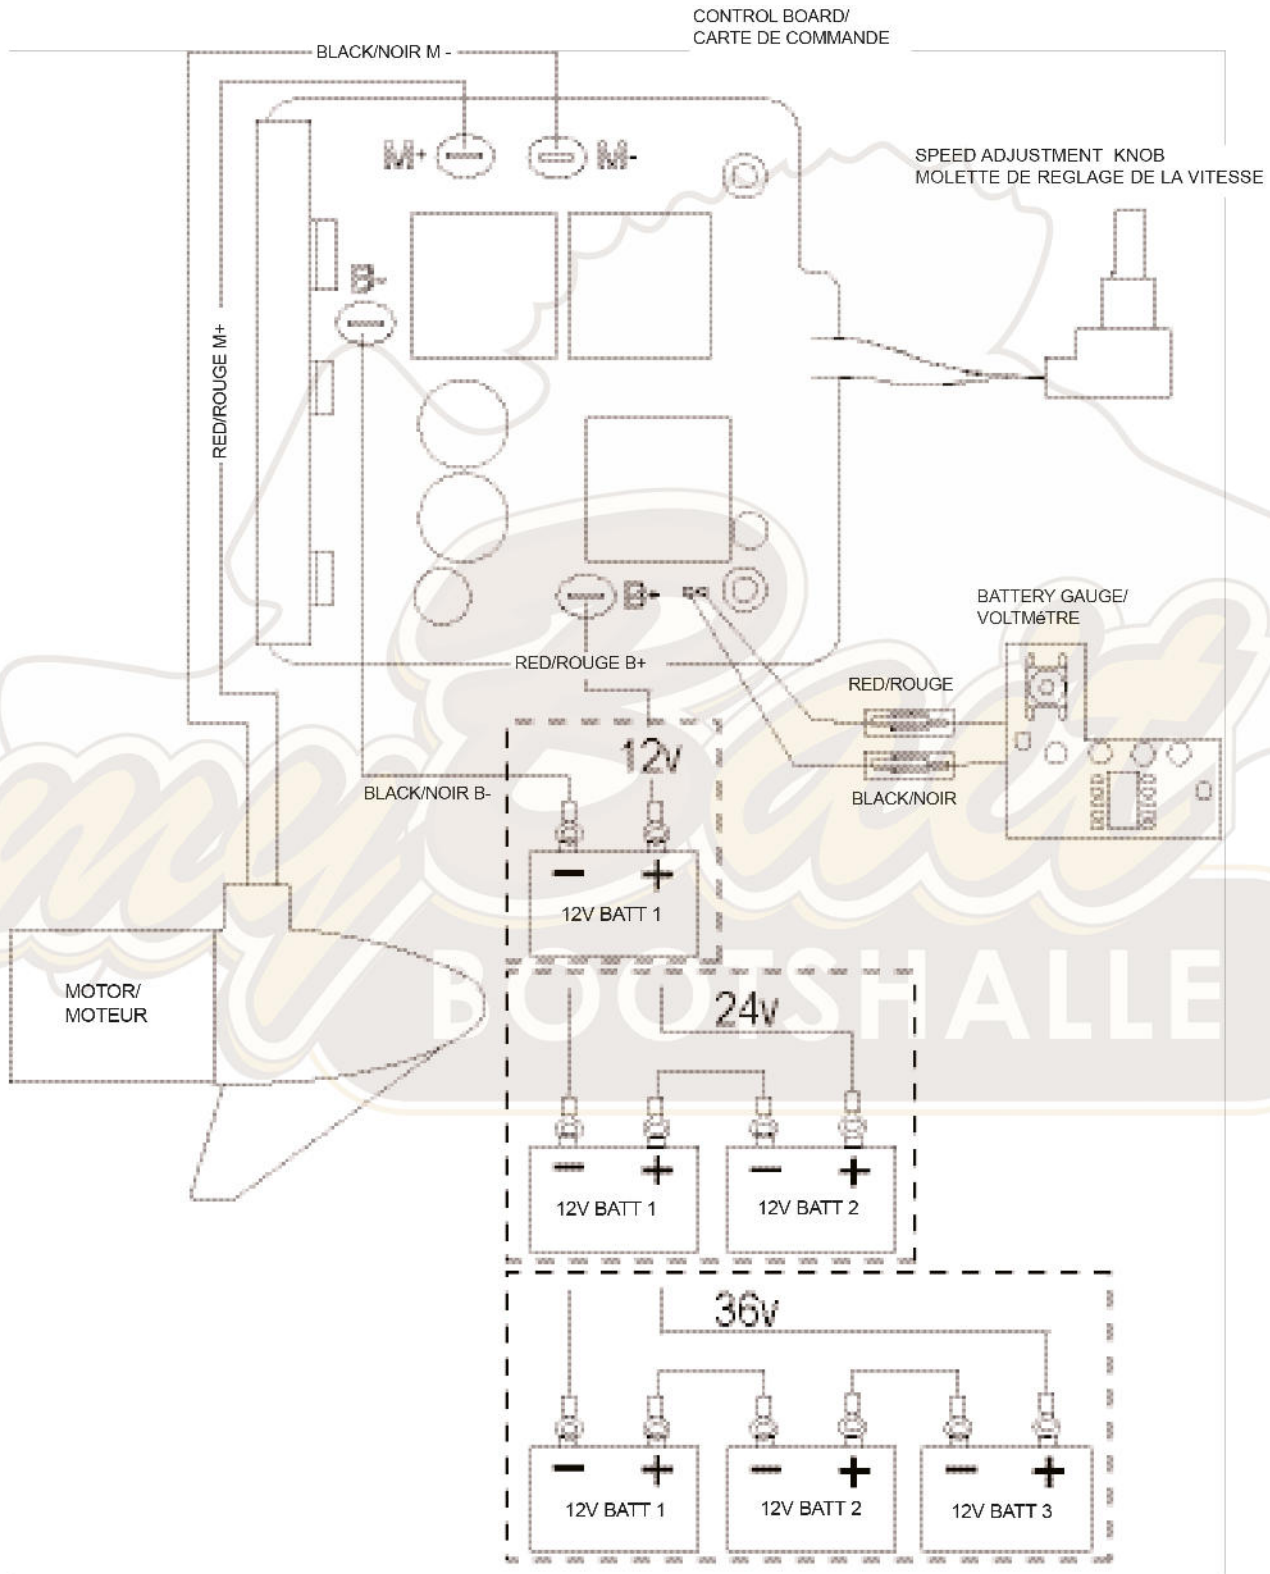 CONTROL BOARD/
CARTE DE COMMANDE
BLACK/NOIR M -
M+
M-
SPEED ADJUSTMENT KNOB
MOLETTE DE REGLAGE DE LA VITESSE
B-
RED/ROUGE M+
B+
BATTERY GAUGE/
VOLTMéTRE
RED/ROUGE B+
RED/ROUGE
12v
BLACK/NOIR B-
BLACK/NOIR
− +
12V BATT 1
my Bait
BOOTSHALLE
MOTOR/
MOTEUR
24v
− + − +
12V BATT 1
12V BATT 2
36v
− + − + − +
12V BATT 1
12V BATT 2
12V BATT 3